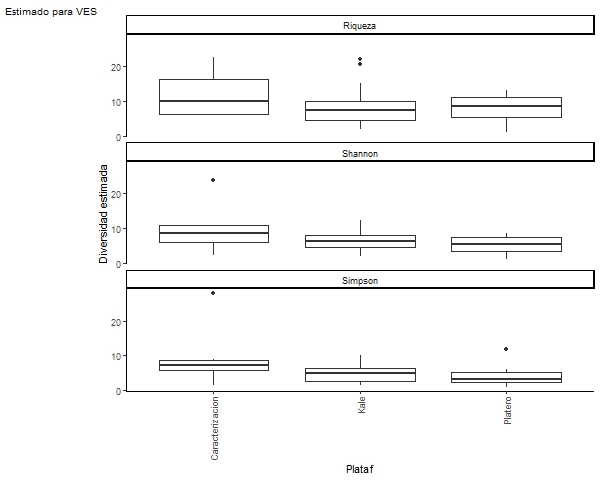 Estimado para VES
Riqueza
20
10
0
Shannon
20
10
0
Simpson
20
10
0
Diversidad estimada
Caracterizacion
Kale
Platero
Plataf